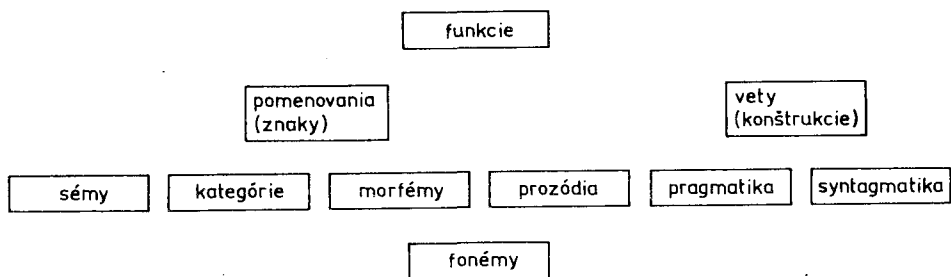 funkcie
pomenovania
(znaky)
vety
(konštrukcie)
sémy
kategórie
morfémy
prozódia
pragmatika
syntagmatika
fonémy